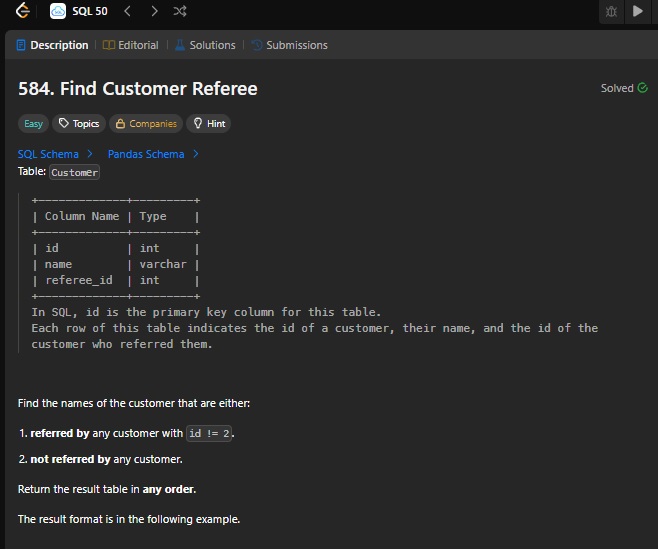 SQL 50
Description | Editorial | Solutions | Submissions
584. Find Customer Referee
Solved
Easy Topics Companies Hint
SQL Schema > Pandas Schema >
Table: Customer
+-------------+---------+
| Column Name | Type    |
+-------------+---------+
| id          | int     |
| name        | varchar |
| referee_id  | int     |
+-------------+---------+
In SQL, id is the primary key column for this table.
Each row of this table indicates the id of a customer, their name, and the id of the
customer who referred them.
Find the names of the customer that are either:
1. referred by any customer with id != 2.
2. not referred by any customer.
Return the result table in any order.
The result format is in the following example.